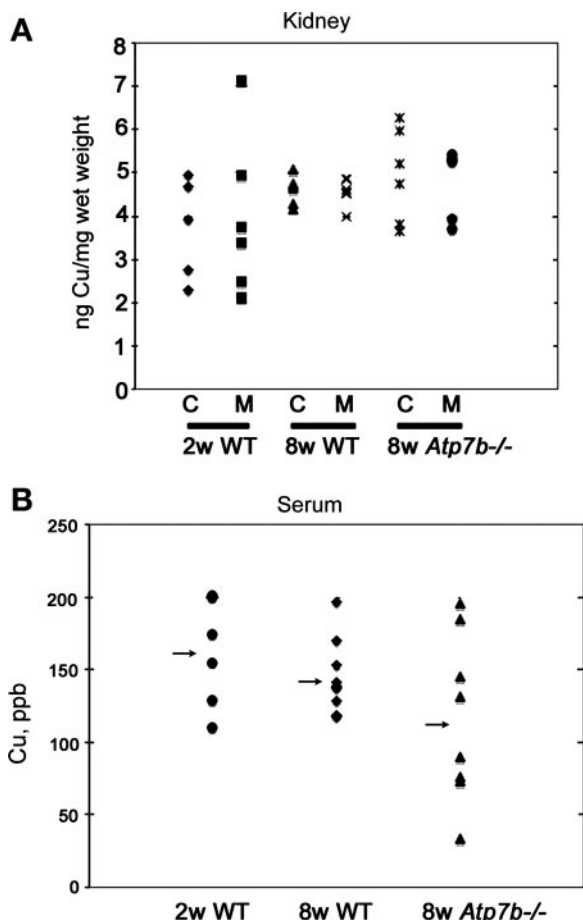 A
Kidney
ng Cu/mg wet weight
8
7
6
5
4
3
2
1
0
C M C M C M
2w WT 8w WT 8w Atp7b-/-
B
Serum
Cu, ppb
250
200
150
100
50
0
2w WT 8w WT 8w Atp7b-/-